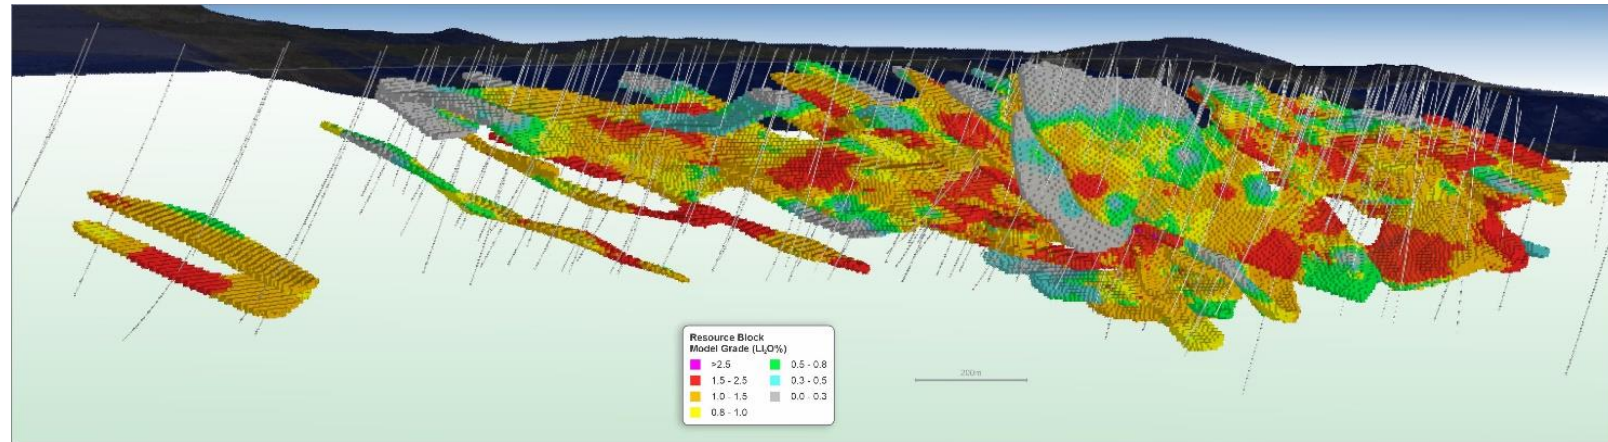 Resource Block
Model Grade (Li₂O%)
>2.5
1.5 - 2.5
1.0 - 1.5
0.8 - 1.0
0.5 - 0.8
0.3 - 0.5
0.0 - 0.3
200m